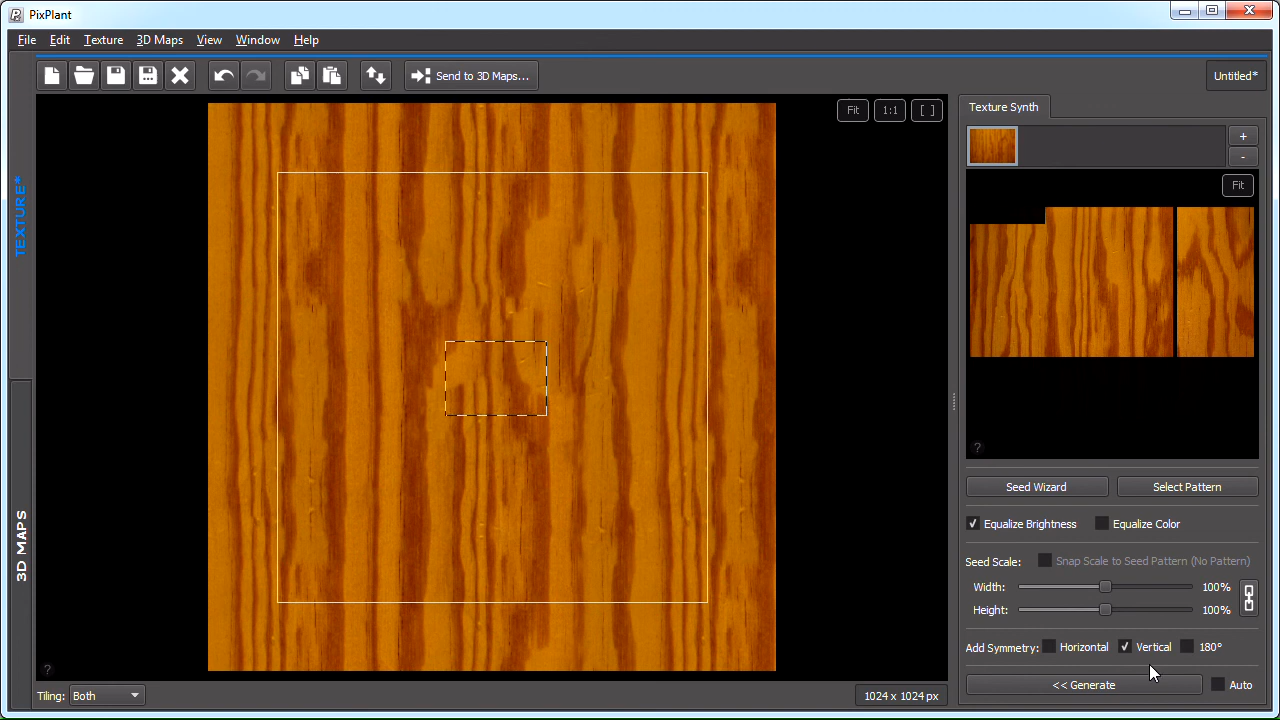 PixPlant
File Edit Texture 3D Maps View Window Help
Send to 3D Maps...
Untitled*
Fit 1:1 [ ]
Texture Synth
+
-
Fit
TEXTURE*
3D MAPS
?
Seed Wizard Select Pattern
Equalize Brightness Equalize Color
Seed Scale: Snap Scale to Seed Pattern (No Pattern)
Width: 100%
Height: 100%
Add Symmetry: Horizontal Vertical 180°
<< Generate Auto
?
Tiling: Both 1024 x 1024 px